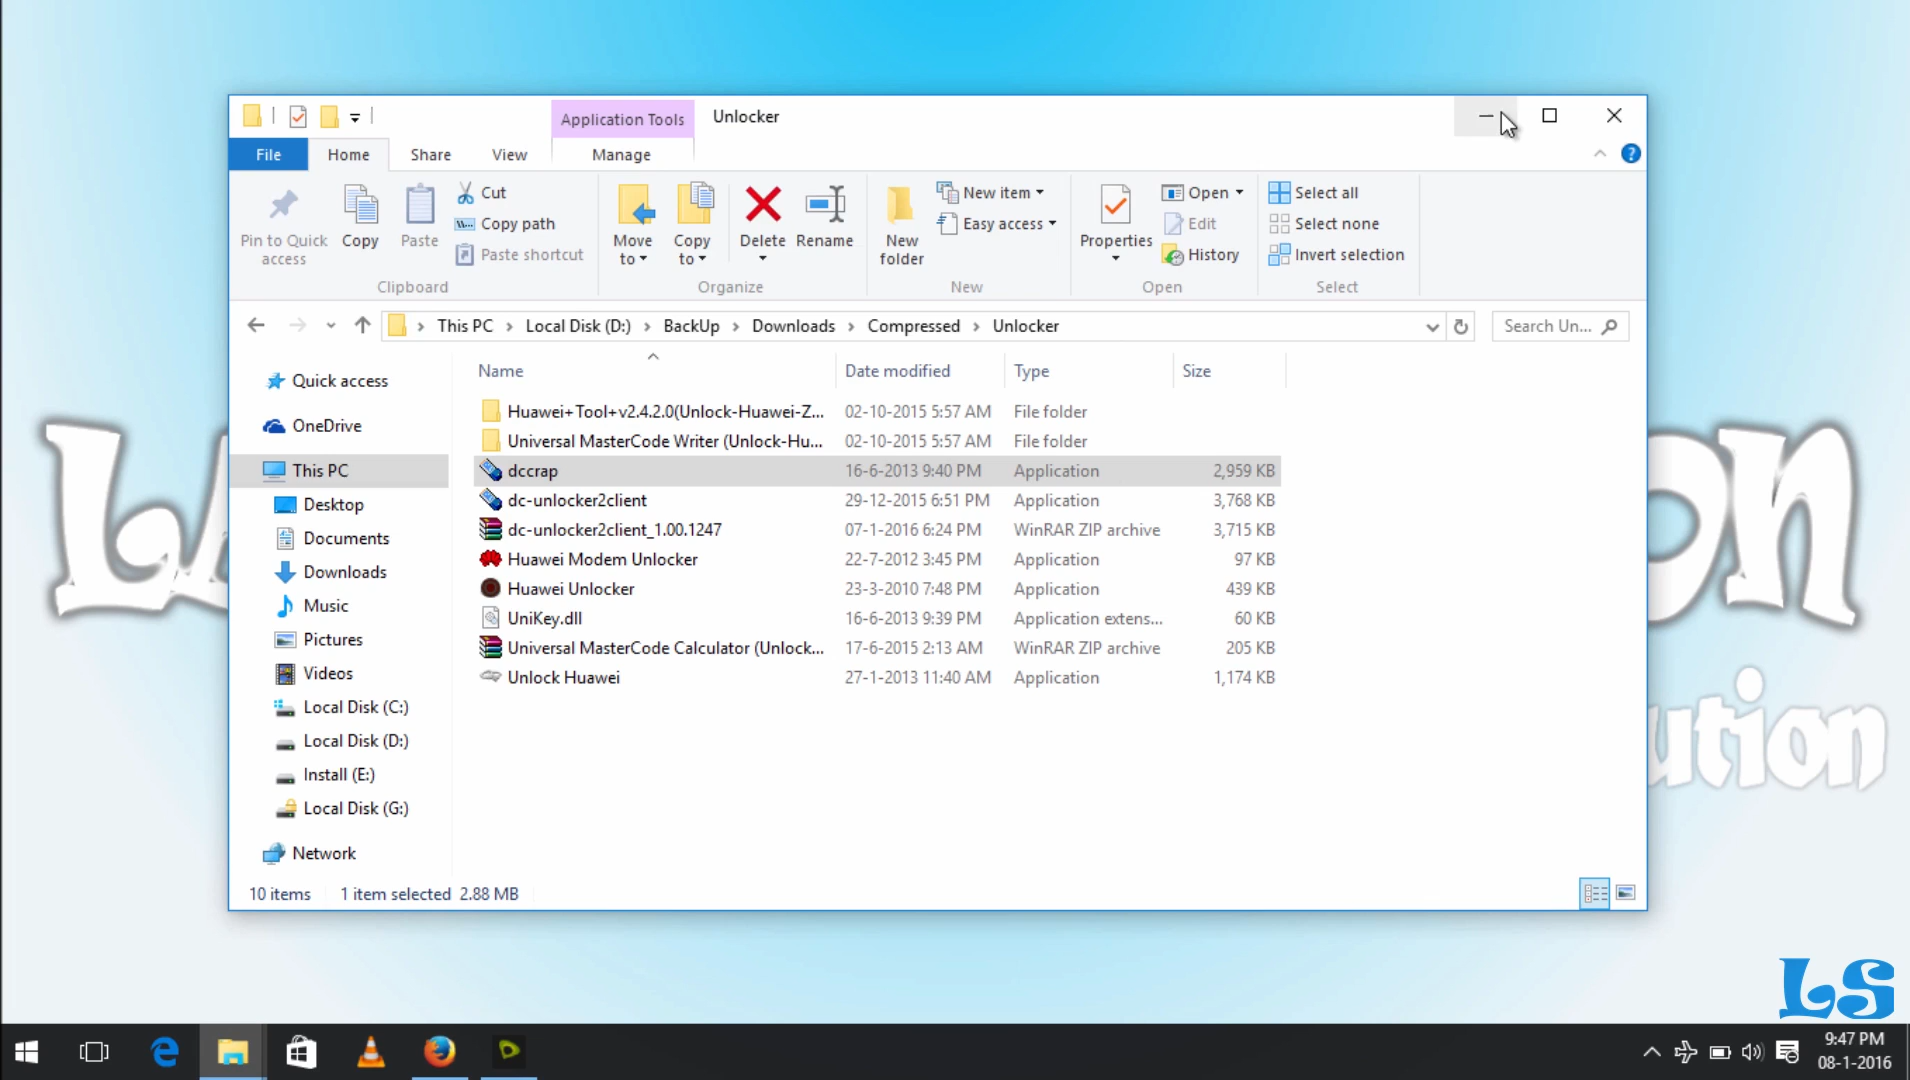 Application Tools
Unlocker
File
Home
Share
View
Manage
Pin to Quick access
Copy
Paste
Cut
Copy path
Paste shortcut
Clipboard
Move to
Copy to
Delete
Rename
Organize
New folder
New item
Easy access
New
Properties
Open
Edit
History
Open
Select all
Select none
Invert selection
Select
This PC > Local Disk (D:) > BackUp > Downloads > Compressed > Unlocker
Search Un...
Quick access
OneDrive
This PC
Desktop
Documents
Downloads
Music
Pictures
Videos
Local Disk (C:)
Local Disk (D:)
Install (E:)
Local Disk (G:)
Network
Name Date modified Type Size
Huawei+Tool+v2.4.2.0(Unlock-Huawei-Z... 02-10-2015 5:57 AM File folder
Universal MasterCode Writer (Unlock-Hu... 02-10-2015 5:57 AM File folder
dccrap 16-6-2013 9:40 PM Application 2,959 KB
dc-unlocker2client 29-12-2015 6:51 PM Application 3,768 KB
dc-unlocker2client_1.00.1247 07-1-2016 6:24 PM WinRAR ZIP archive 3,715 KB
Huawei Modem Unlocker 22-7-2012 3:45 PM Application 97 KB
Huawei Unlocker 23-3-2010 7:48 PM Application 439 KB
UniKey.dll 16-6-2013 9:39 PM Application extens... 60 KB
Universal MasterCode Calculator (Unlock... 17-6-2015 2:13 AM WinRAR ZIP archive 205 KB
Unlock Huawei 27-1-2013 11:40 AM Application 1,174 KB
10 items 1 item selected 2.88 MB
LS
9:47 PM
08-1-2016